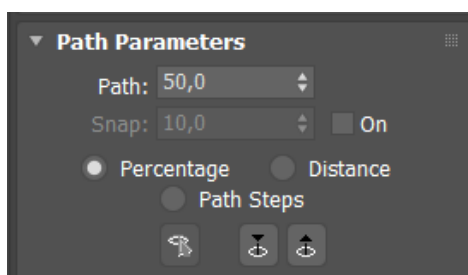 Path Parameters
Path: 50,0
Snap: 10,0 On
Percentage Distance
Path Steps